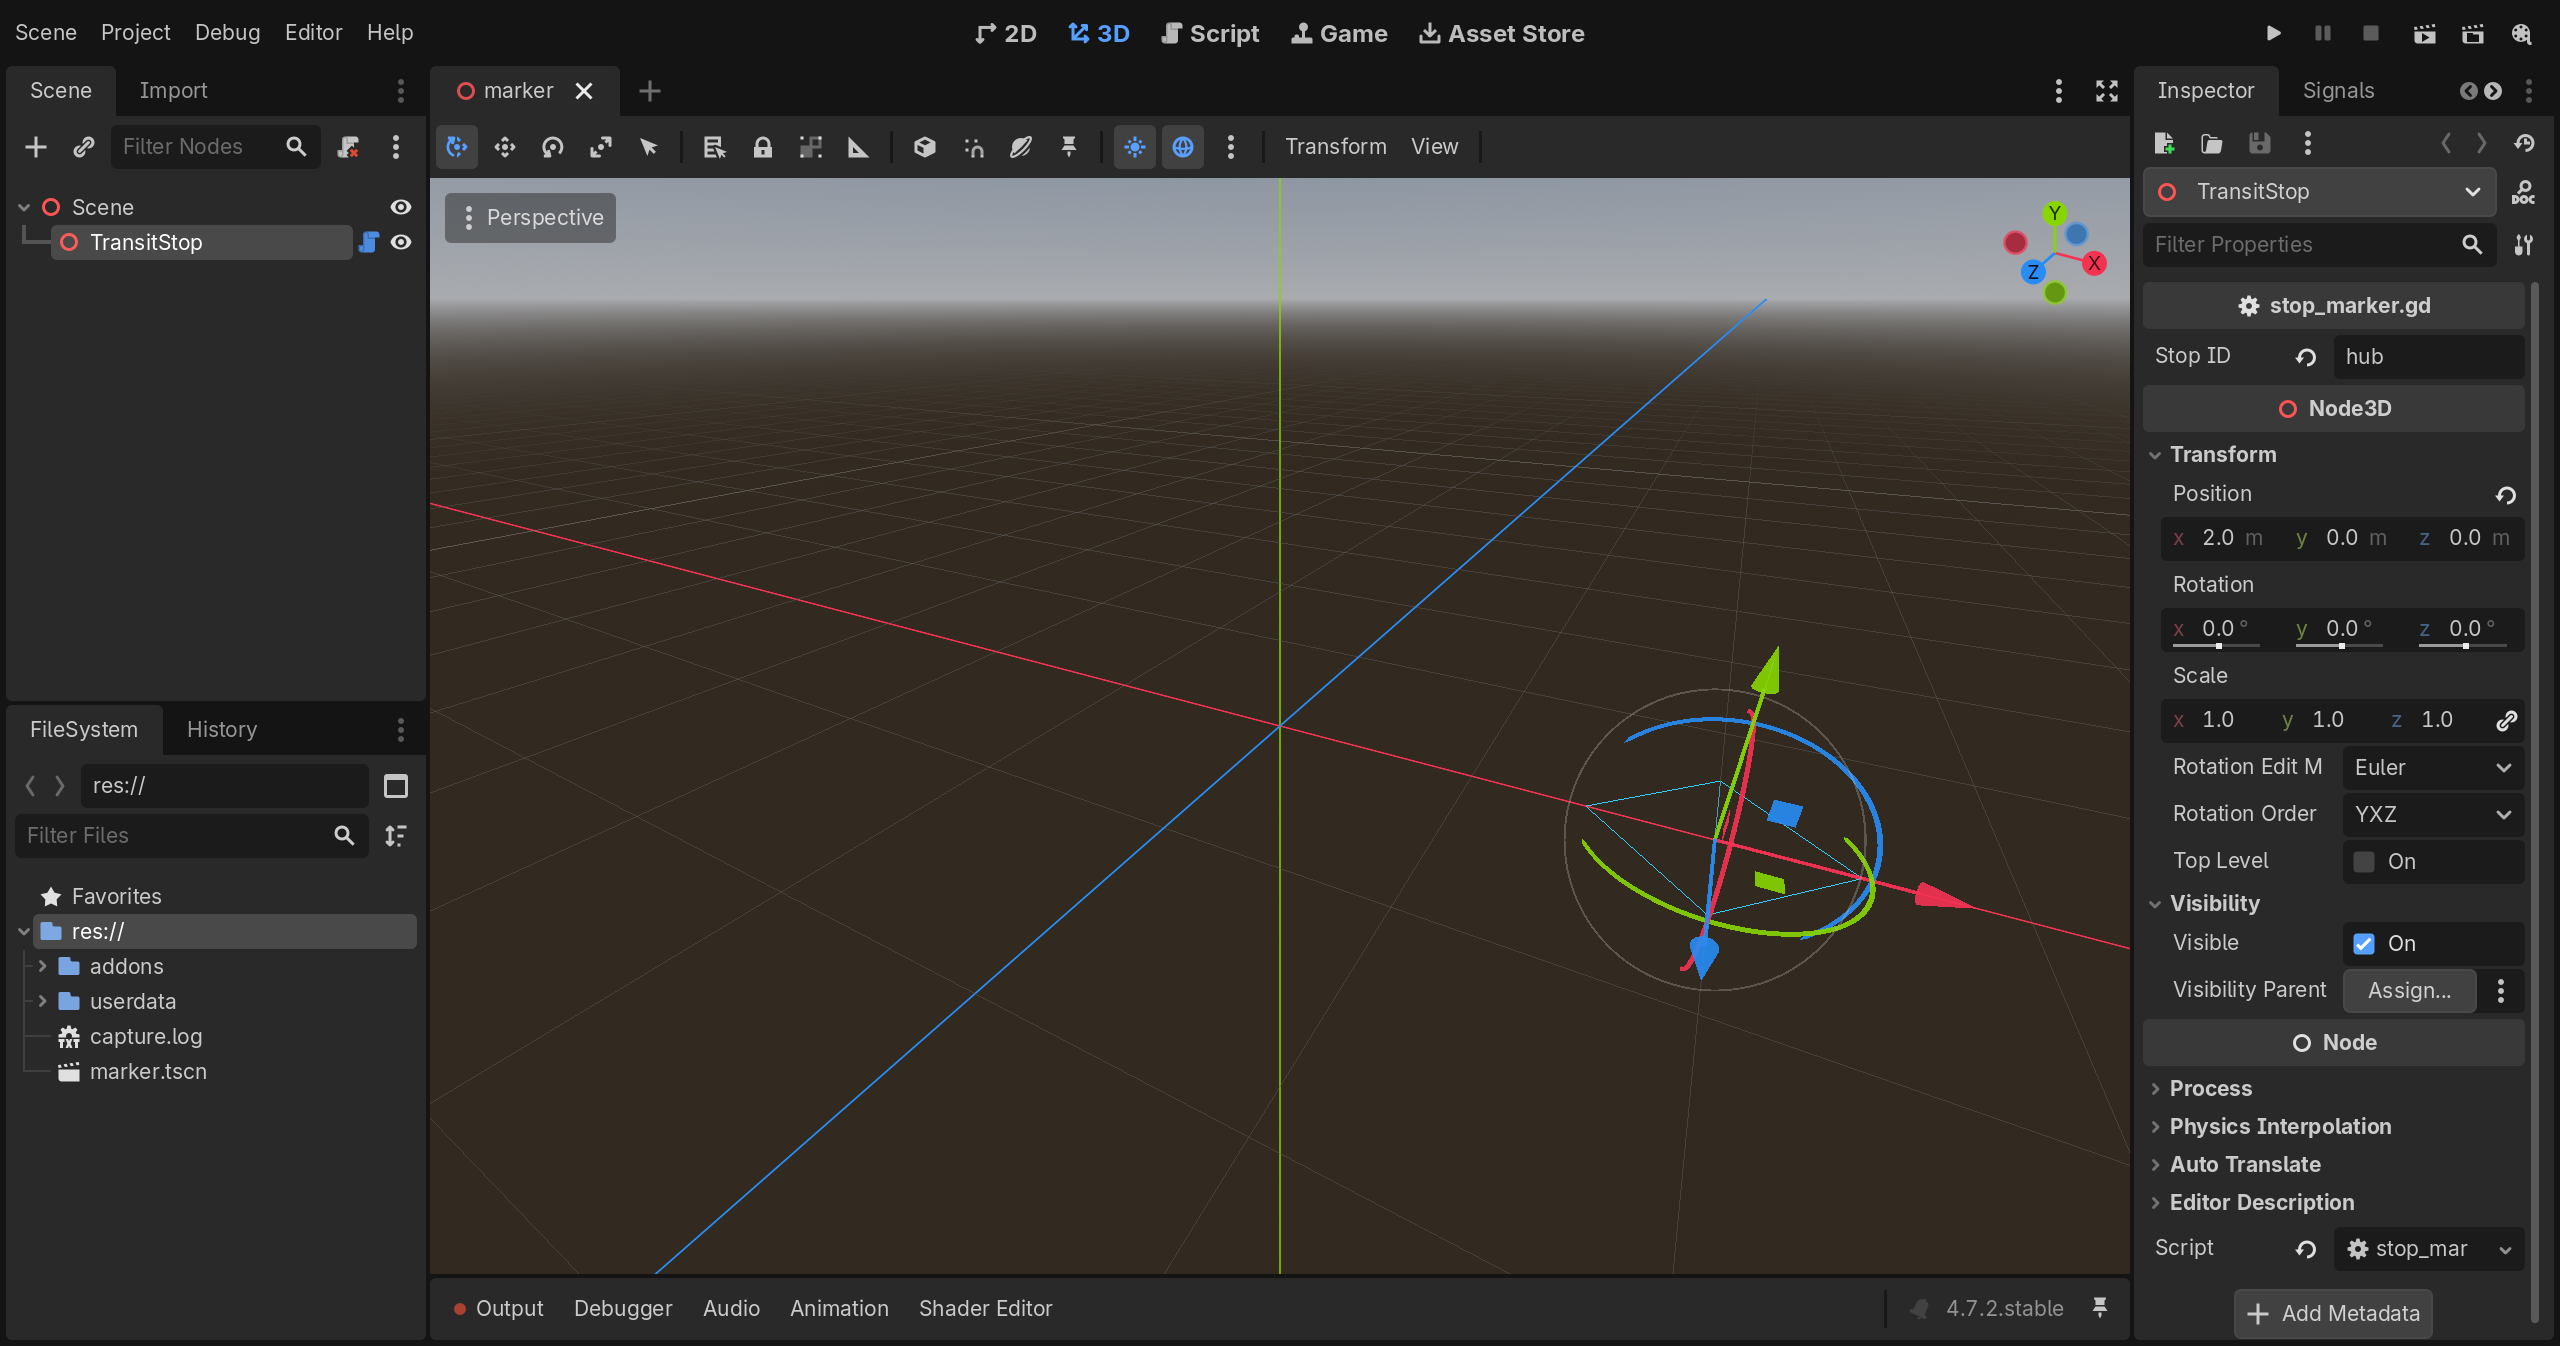 Scene Project Debug Editor Help
2D 3D Script Game Asset Store
Scene Import
Filter Nodes
Scene
TransitStop
FileSystem History
res://
Filter Files
Favorites
res://
addons
userdata
capture.log
marker.tscn
marker
Transform View
Perspective
Y
X
Z
Output Debugger Audio Animation Shader Editor
4.7.2.stable
Inspector Signals
TransitStop
DOC
Filter Properties
stop_marker.gd
Stop ID hub
Node3D
Transform
Position
x 2.0 m y 0.0 m z 0.0 m
Rotation
x 0.0 ° y 0.0 ° z 0.0 °
Scale
x 1.0 y 1.0 z 1.0
Rotation Edit M Euler
Rotation Order YXZ
Top Level On
Visibility
Visible On
Visibility Parent Assign...
Node
Process
Physics Interpolation
Auto Translate
Editor Description
Script stop_mar
Add Metadata